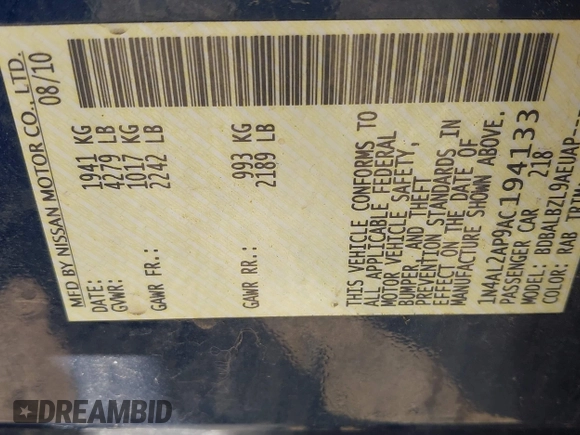 MFD BY NISSAN MOTOR CO., LTD.
DATE: 08/10
GVWR: 1941 KG
4279 LB
GAWR FR: 1017 KG
2242 LB
GAWR RR: 993 KG
2189 LB
THIS VEHICLE CONFORMS TO
ALL APPLICABLE FEDERAL
MOTOR VEHICLE SAFETY,
BUMPER, AND THEFT
PREVENTION STANDARDS IN
EFFECT ON THE DATE OF
MANUFACTURE SHOWN ABOVE.
1N4AL2AP9AC194133
PASSENGER CAR 218
MODEL: BDBALBZL9AEUAP---
COLOR: RAB TRIM
DREAMBID